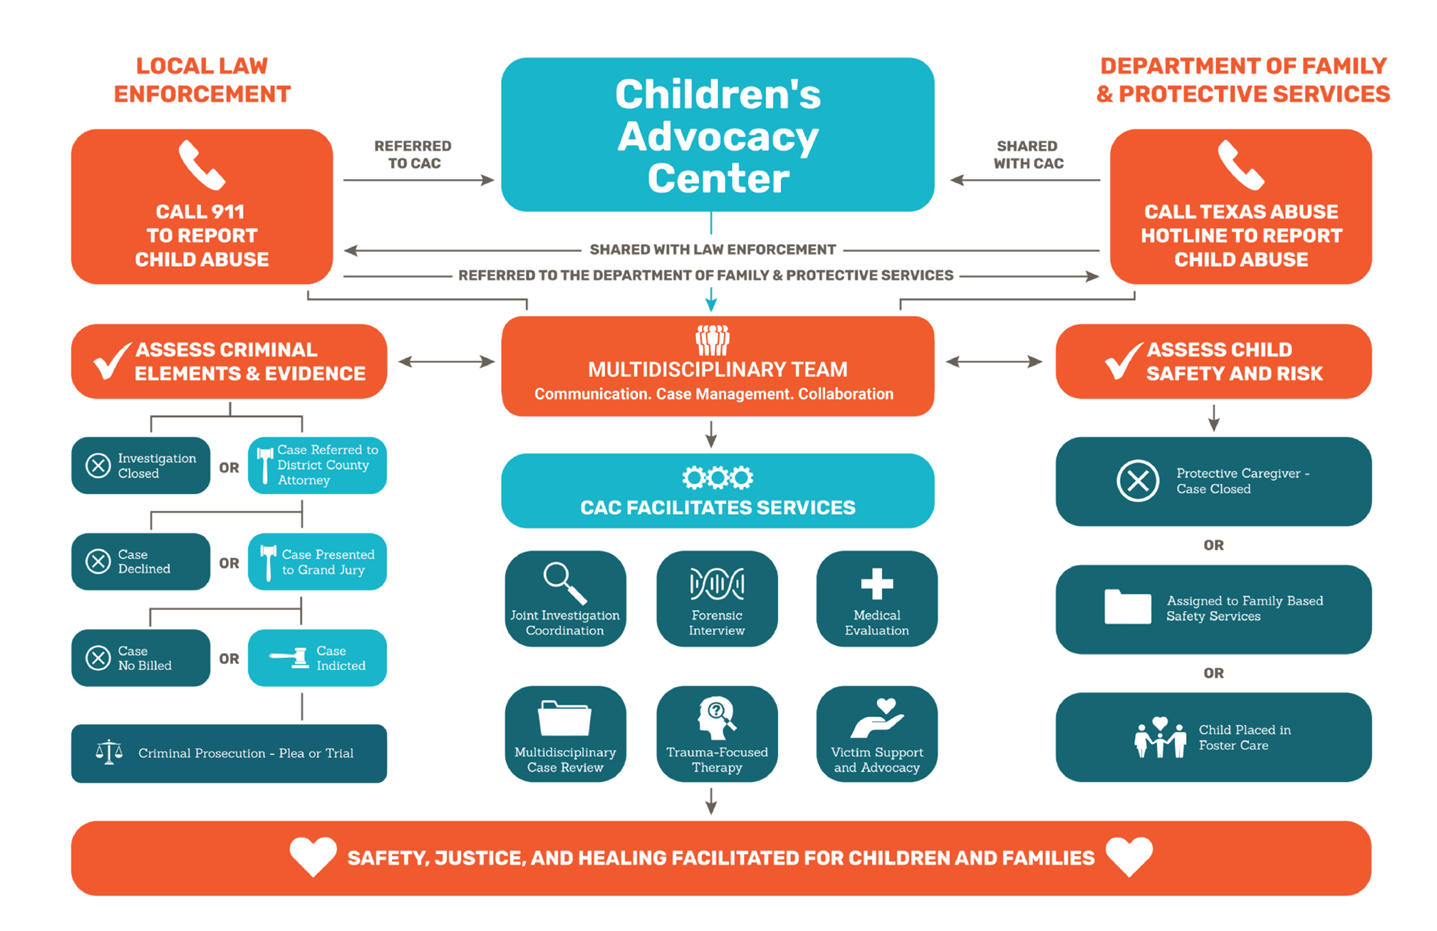 LOCAL LAW
ENFORCEMENT
CALL 911
TO REPORT
CHILD ABUSE
REFERRED
TO CAC
Children's
Advocacy
Center
SHARED
WITH CAC
DEPARTMENT OF FAMILY
& PROTECTIVE SERVICES
CALL TEXAS ABUSE
HOTLINE TO REPORT
CHILD ABUSE
SHARED WITH LAW ENFORCEMENT
REFERRED TO THE DEPARTMENT OF FAMILY & PROTECTIVE SERVICES
ASSESS CRIMINAL
ELEMENTS & EVIDENCE
MULTIDISCIPLINARY TEAM
Communication. Case Management. Collaboration
ASSESS CHILD
SAFETY AND RISK
Investigation
Closed
OR
Case Referred to
District County
Attorney
Case
Declined
OR
Case Presented
to Grand Jury
Case
No Billed
OR
Case
Indicted
Criminal Prosecution - Plea or Trial
CAC FACILITATES SERVICES
Joint Investigation
Coordination
Forensic
Interview
Medical
Evaluation
Multidisciplinary
Case Review
Trauma-Focused
Therapy
Victim Support
and Advocacy
Protective Caregiver -
Case Closed
OR
Assigned to Family Based
Safety Services
OR
Child Placed in
Foster Care
SAFETY, JUSTICE, AND HEALING FACILITATED FOR CHILDREN AND FAMILIES